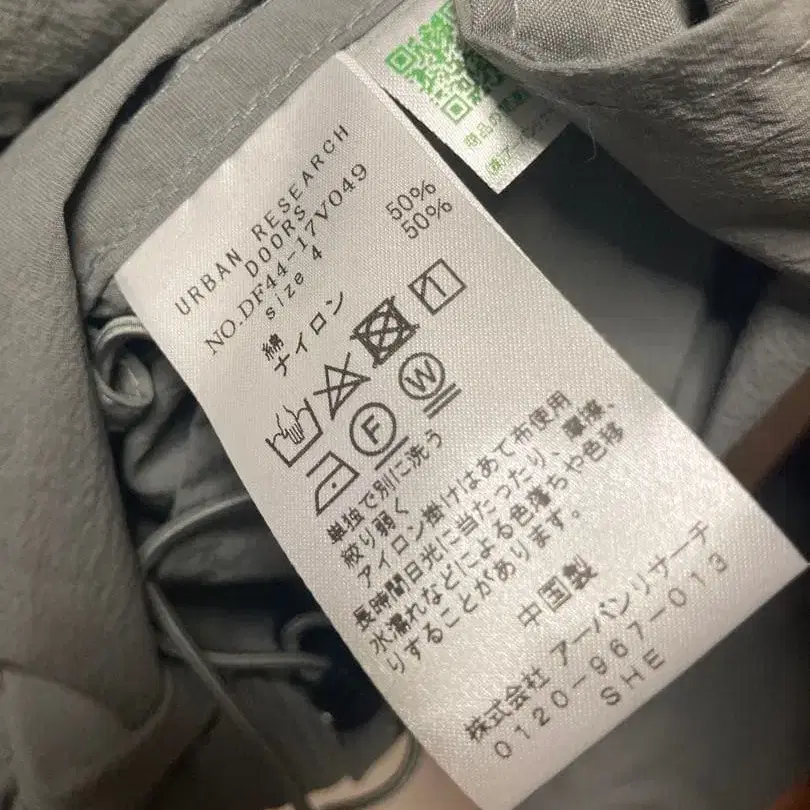 URBAN RESEARCH
DOORS
NO.DF44-17V049
size 4
綿 50%
ナイロン 50%
F W
単独で別に洗う
絞り弱く
アイロン掛けはあて布使用
長時間日光に当たったり、摩擦、
水濡れなどによる色落ちや色移
りすることがあります。
中国製
株式会社 アーバンリサーチ
0120-967-013
SHE
商品の